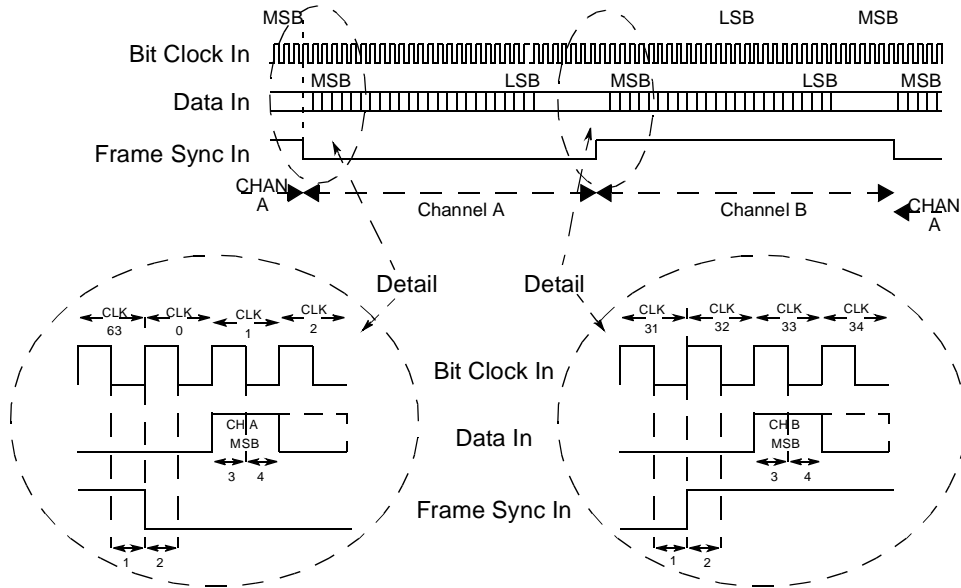 MSB LSB MSB
Bit Clock In
MSB LSB MSB LSB MSB
Data In
Frame Sync In
CHAN A Channel A Channel B CHAN A
Detail Detail
CLK 63 CLK 0 CLK 1 CLK 2
CLK 31 CLK 32 CLK 33 CLK 34
Bit Clock In
CH A MSB
Data In
CH B MSB
3 4 3 4
Frame Sync In
1 2 1 2